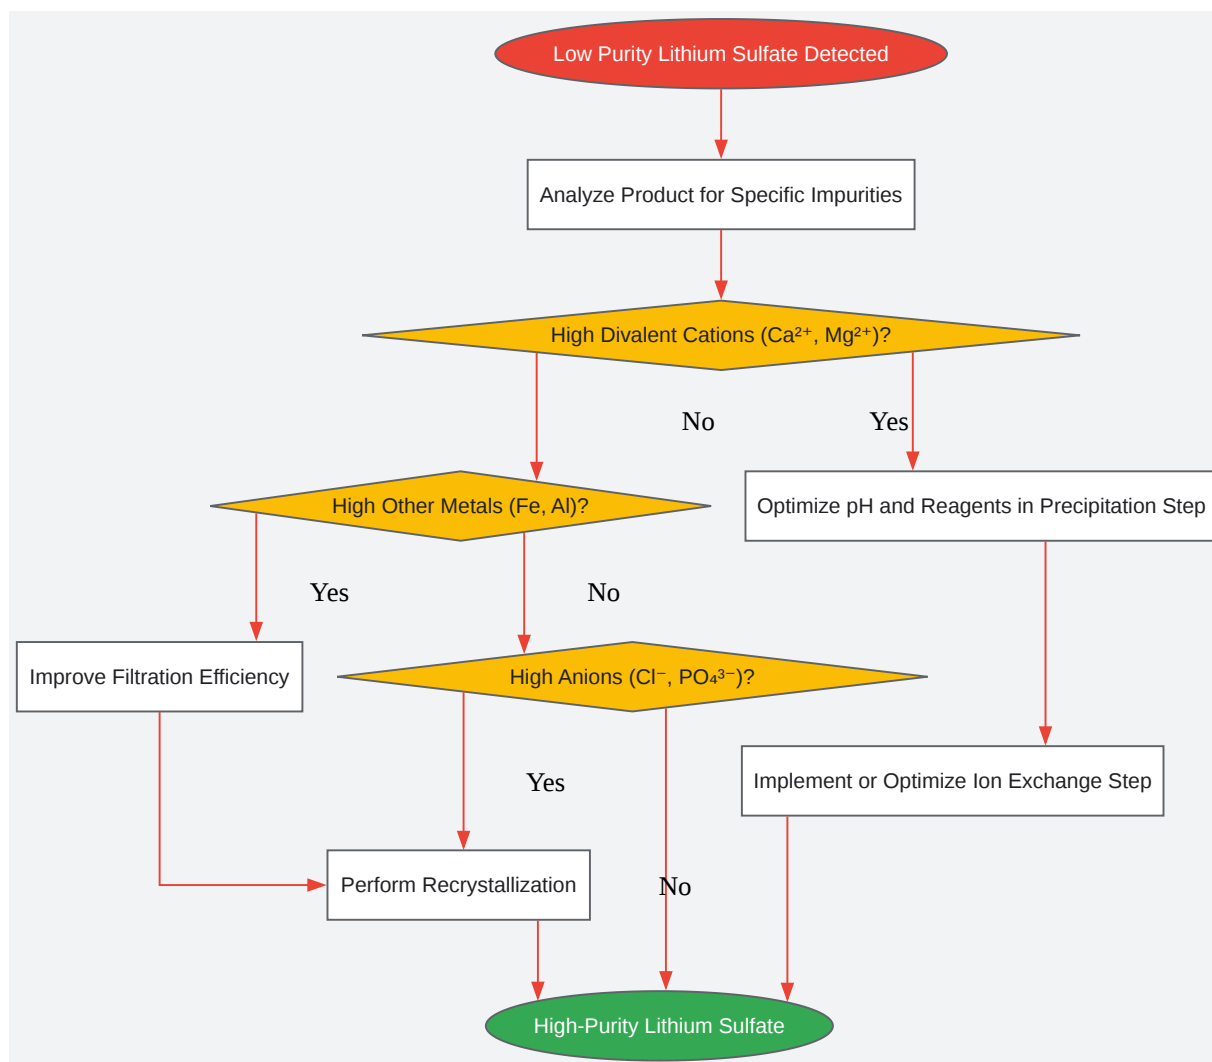 Low Purity Lithium Sulfate Detected
Analyze Product for Specific Impurities
High Divalent Cations (Ca²⁺, Mg²⁺)?
No
Yes
High Other Metals (Fe, Al)?
Optimize pH and Reagents in Precipitation Step
Yes
No
Improve Filtration Efficiency
High Anions (Cl⁻, PO₄³⁻)?
Yes
Implement or Optimize Ion Exchange Step
Perform Recrystallization
No
High-Purity Lithium Sulfate